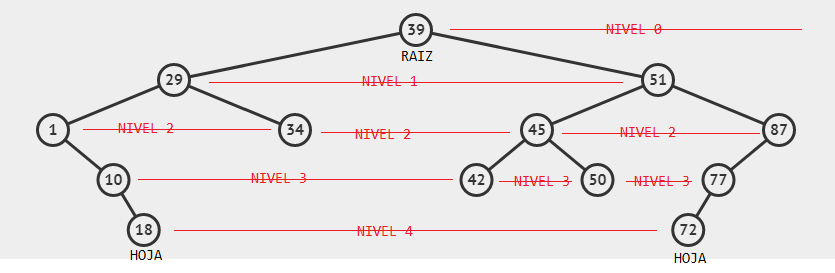 39 NIVEL 0
RAIZ
29 NIVEL 1 51
1 NIVEL 2 34 NIVEL 2 45 NIVEL 2 87
10 NIVEL 3 42 NIVEL 3 50 NIVEL 3 77
18 NIVEL 4 72
HOJA HOJA